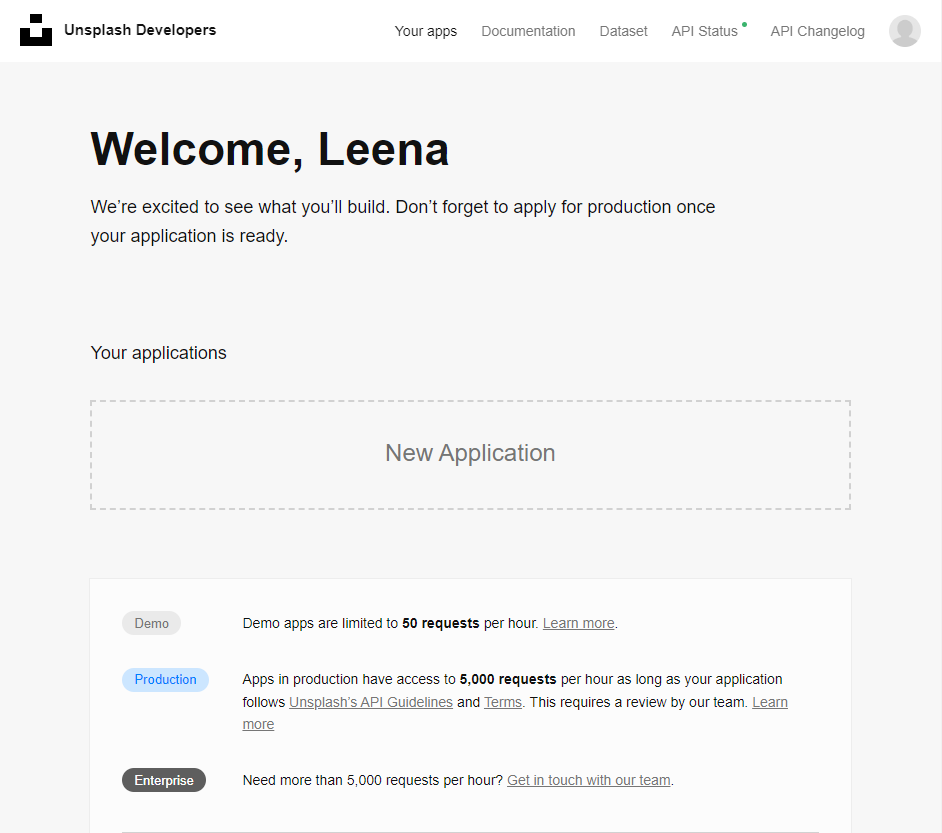 Unsplash Developers
Your apps
Documentation
Dataset
API Status
API Changelog
Welcome, Leena
We’re excited to see what you’ll build. Don’t forget to apply for production once
your application is ready.
Your applications
New Application
Demo
Demo apps are limited to 50 requests per hour. Learn more.
Production
Apps in production have access to 5,000 requests per hour as long as your application
follows Unsplash's API Guidelines and Terms. This requires a review by our team. Learn
more
Enterprise
Need more than 5,000 requests per hour? Get in touch with our team.